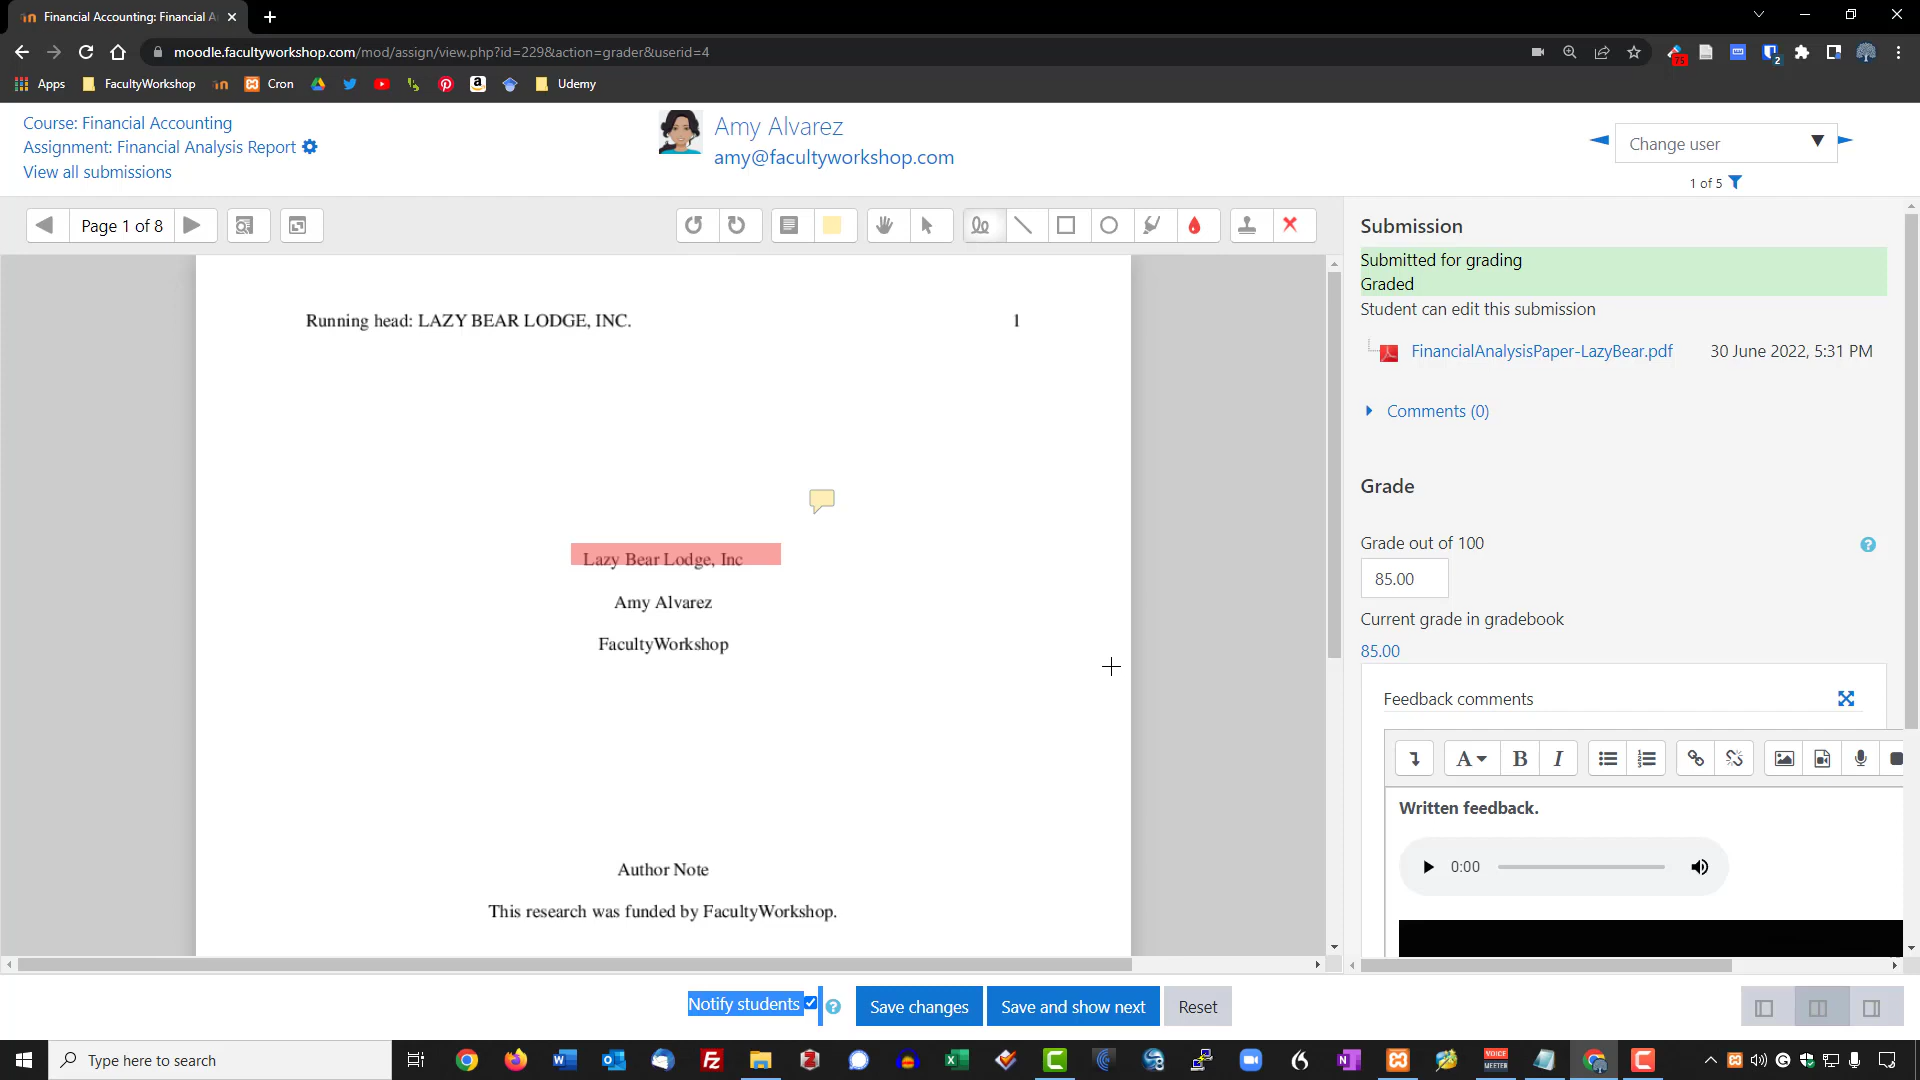 Financial Accounting: Financial A
moodle.facultyworkshop.com/mod/assign/view.php?id=229&action=grader&userid=4
75
2
Apps
FacultyWorkshop
Cron
Udemy
Course: Financial Accounting
Assignment: Financial Analysis Report
View all submissions
Amy Alvarez
amy@facultyworkshop.com
Change user
1 of 5
Page 1 of 8
Running head: LAZY BEAR LODGE, INC.
1
Lazy Bear Lodge, Inc
Amy Alvarez
FacultyWorkshop
Author Note
This research was funded by FacultyWorkshop.
Submission
Submitted for grading
Graded
Student can edit this submission
FinancialAnalysisPaper-LazyBear.pdf
30 June 2022, 5:31 PM
Comments (0)
Grade
Grade out of 100
85.00
Current grade in gradebook
85.00
Feedback comments
A
B
I
Written feedback.
0:00
Notify students
Save changes
Save and show next
Reset
Type here to search
VOICE
MEETER